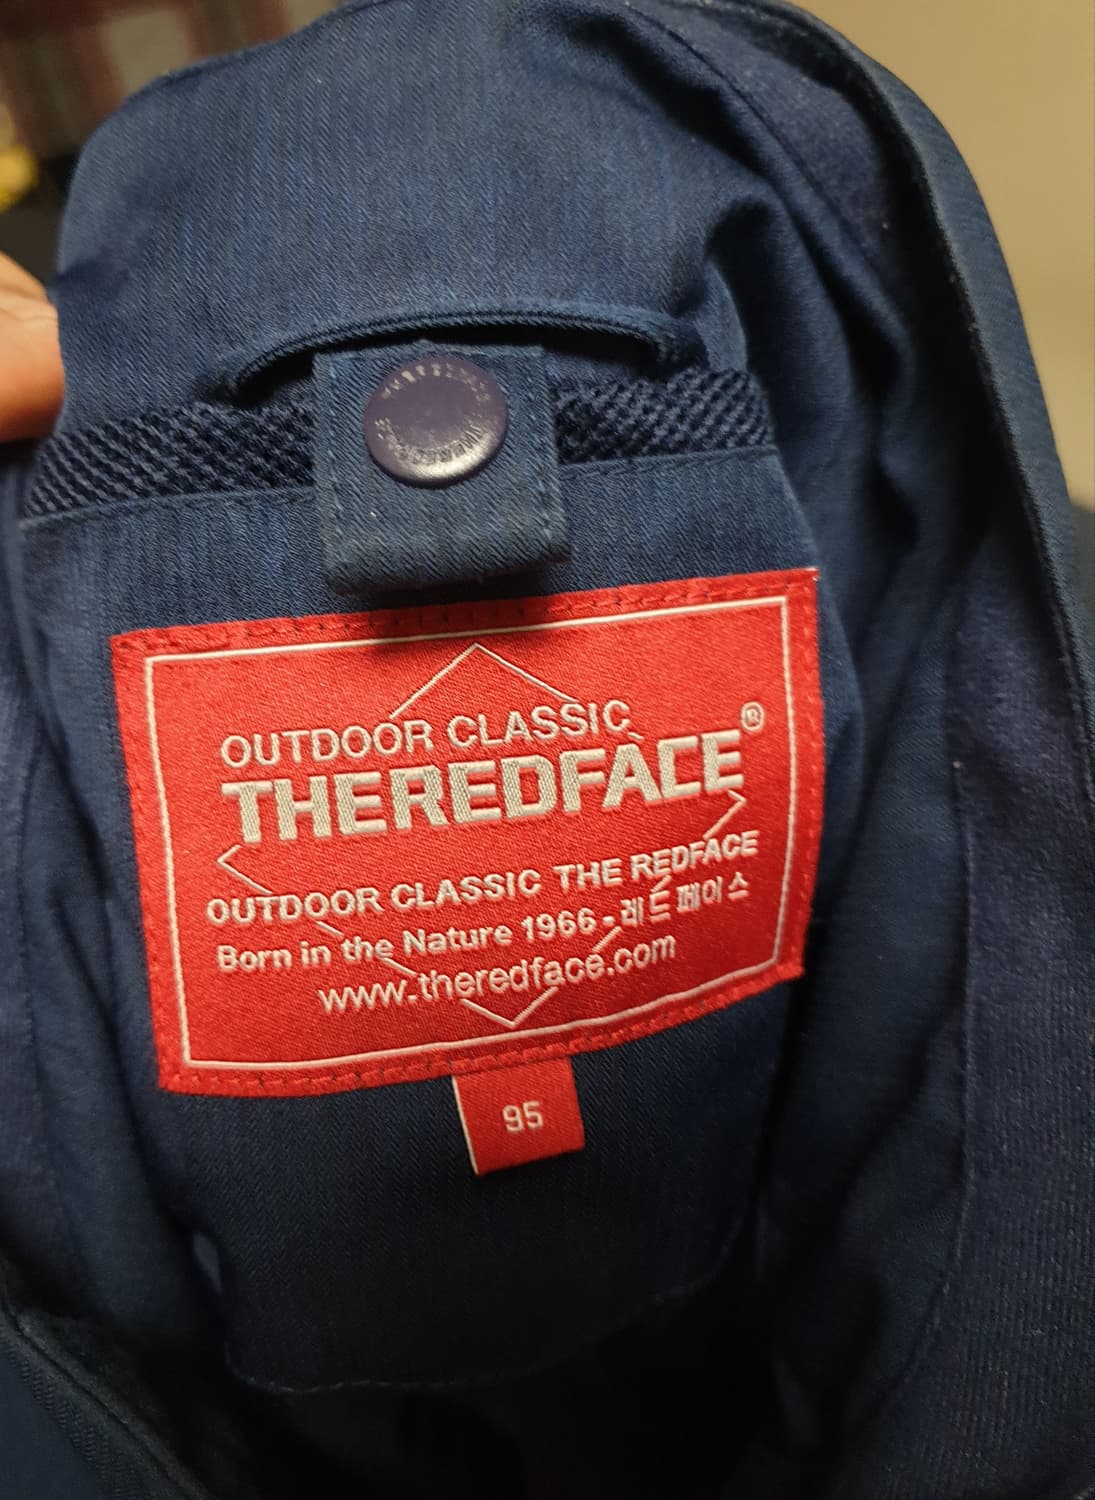 OUTDOOR CLASSIC
THEREDFACE®
OUTDOOR CLASSIC THE REDFACE
Born in the Nature 1966 - 레드페이스
www.theredface.com
95